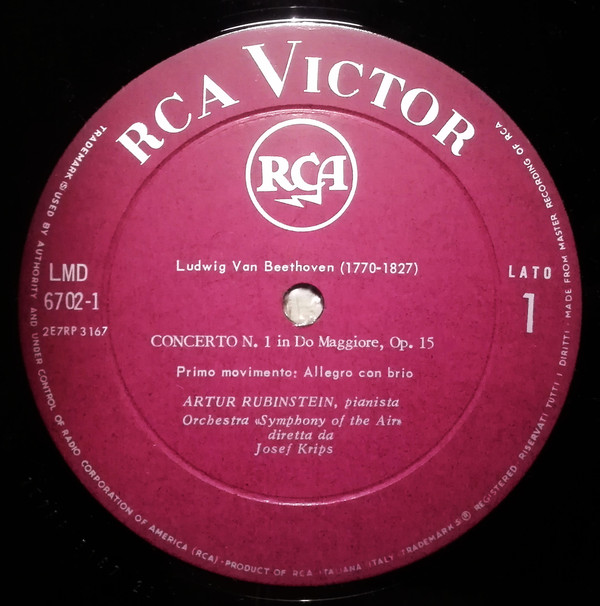 RCA VICTOR
RCA
Ludwig Van Beethoven (1770-1827)
LMD
6702-1
2E7RP 3167
LATO
1
CONCERTO N. 1 in Do Maggiore, Op. 15
Primo movimento: Allegro con brio
ARTUR RUBINSTEIN, pianista
Orchestra «Symphony of the Air»
diretta da
Josef Krips
TRADEMARK(S) USED BY AUTHORITY AND UNDER CONTROL OF RADIO CORPORATION OF AMERICA (RCA)-PRODUCT OF RCA ITALIANA ITALY TRADEMARKS ® REGISTERED RISERVATI TUTTI I DIRITTI MADE FROM MASTER RECORDING OF RCA